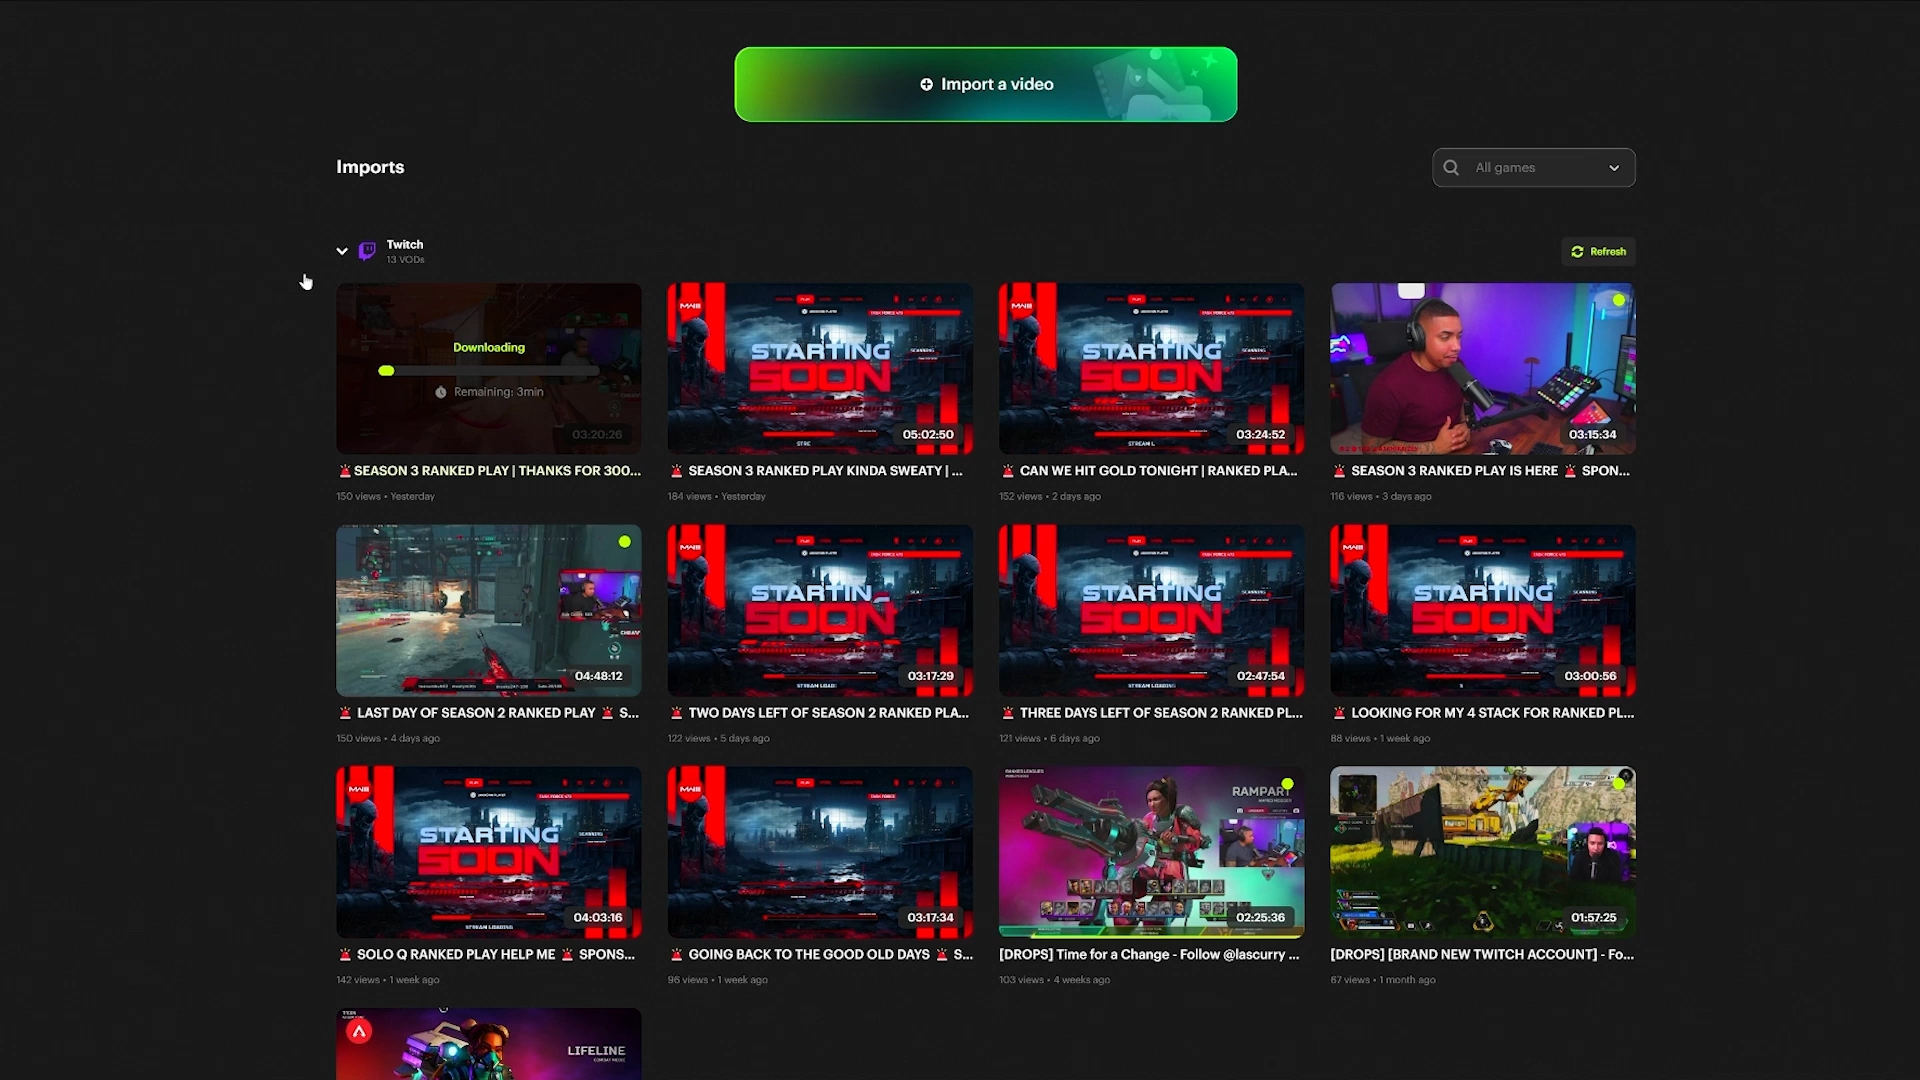 Import a video
Imports
All games
Twitch
13 VODs
Refresh
Downloading
Remaining: 3min
03:20:26
STARTING
SOON
05:02:50
STARTING
SOON
STREAM L
03:24:52
03:15:34
🚨SEASON 3 RANKED PLAY | THANKS FOR 300...
🚨 SEASON 3 RANKED PLAY KINDA SWEATY | ...
🚨 CAN WE HIT GOLD TONIGHT | RANKED PLA...
🚨 SEASON 3 RANKED PLAY IS HERE 🚨 SPON...
150 views • Yesterday
184 views • Yesterday
152 views • 2 days ago
116 views • 3 days ago
04:48:12
STARTIN
SOON
STREAM LOAD
03:17:29
STARTING
SOON
STREAM LOADING
02:47:54
STARTING
SOON
03:00:56
🚨 LAST DAY OF SEASON 2 RANKED PLAY 🚨 S...
🚨 TWO DAYS LEFT OF SEASON 2 RANKED PLA...
🚨 THREE DAYS LEFT OF SEASON 2 RANKED PL...
🚨 LOOKING FOR MY 4 STACK FOR RANKED PL...
150 views • 4 days ago
122 views • 5 days ago
121 views • 6 days ago
88 views • 1 week ago
STARTING
SOON
STREAM LOADING
04:03:16
03:17:34
RAMPART
02:25:36
01:57:25
🚨 SOLO Q RANKED PLAY HELP ME 🚨 SPONS...
🚨 GOING BACK TO THE GOOD OLD DAYS 🚨 S...
[DROPS] Time for a Change - Follow @lascurry ...
[DROPS] [BRAND NEW TWITCH ACCOUNT] - Fo...
142 views • 1 week ago
96 views • 1 week ago
103 views • 4 weeks ago
67 views • 1 month ago
LIFELINE
COMBAT MEDIC